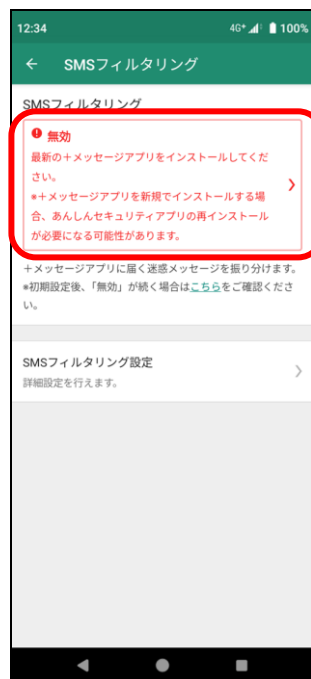 12:34 4G+ 100%
SMSフィルタリング
SMSフィルタリング
無効
最新の+メッセージアプリをインストールしてくだ
さい。
※+メッセージアプリを新規でインストールする場
合、あんしんセキュリティアプリの再インストール
が必要になる可能性があります。
+メッセージアプリに届く迷惑メッセージを振り分けます。
※初期設定後、「無効」が続く場合はこちらをご確認くださ
い。
SMSフィルタリング設定
詳細設定を行えます。